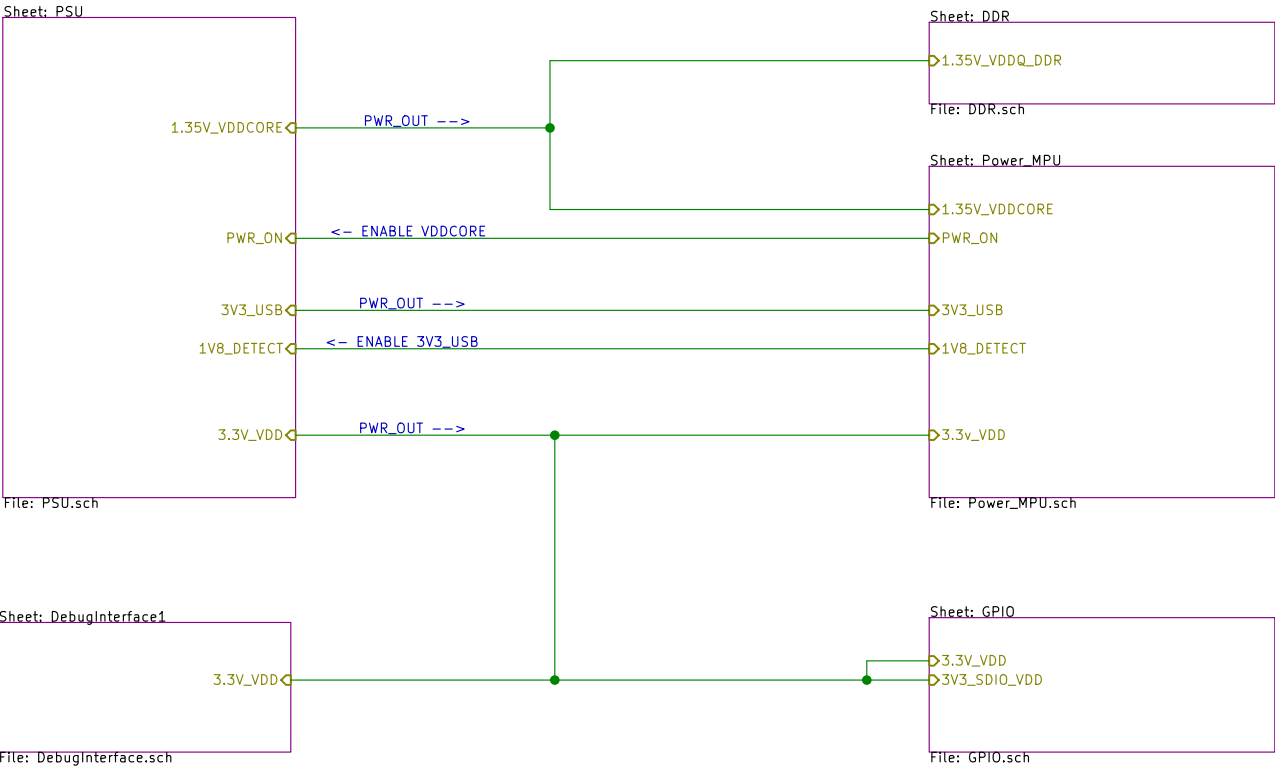 Sheet: PSU
1.35V_VDDCORE
PWR_OUT -->
PWR_ON
<- ENABLE VDDCORE
3V3_USB
PWR_OUT -->
1V8_DETECT
<- ENABLE 3V3_USB
3.3V_VDD
PWR_OUT -->
File: PSU.sch
Sheet: DDR
1.35V_VDDQ_DDR
File: DDR.sch
Sheet: Power_MPU
1.35V_VDDCORE
PWR_ON
3V3_USB
1V8_DETECT
3.3v_VDD
File: Power_MPU.sch
Sheet: DebugInterface1
3.3V_VDD
File: DebugInterface.sch
Sheet: GPIO
3.3V_VDD
3V3_SDIO_VDD
File: GPIO.sch